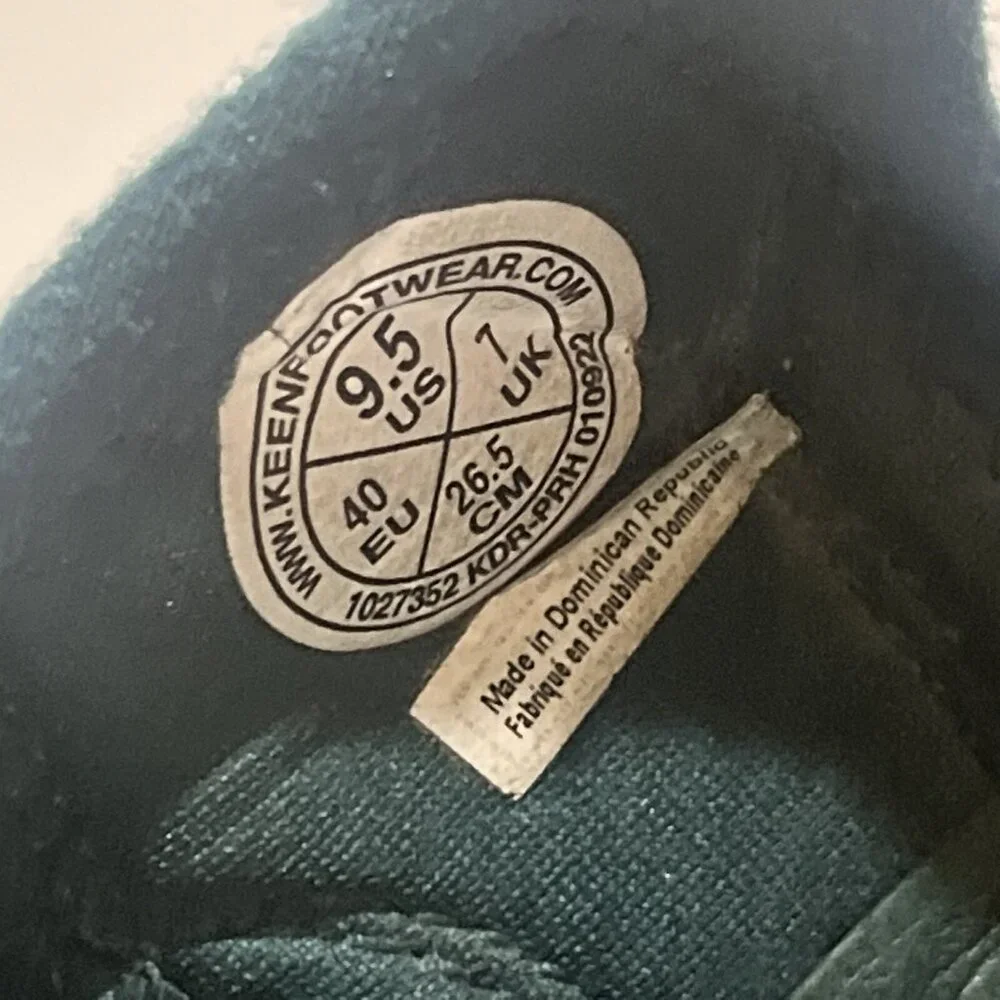 WWW.KEENFOOTWEAR.COM
9.5
US
7
UK
40
EU
26.5
CM
1027352 KDR-PRH 010922
Made in Dominican Republic
Fabriqué en République Dominicaine